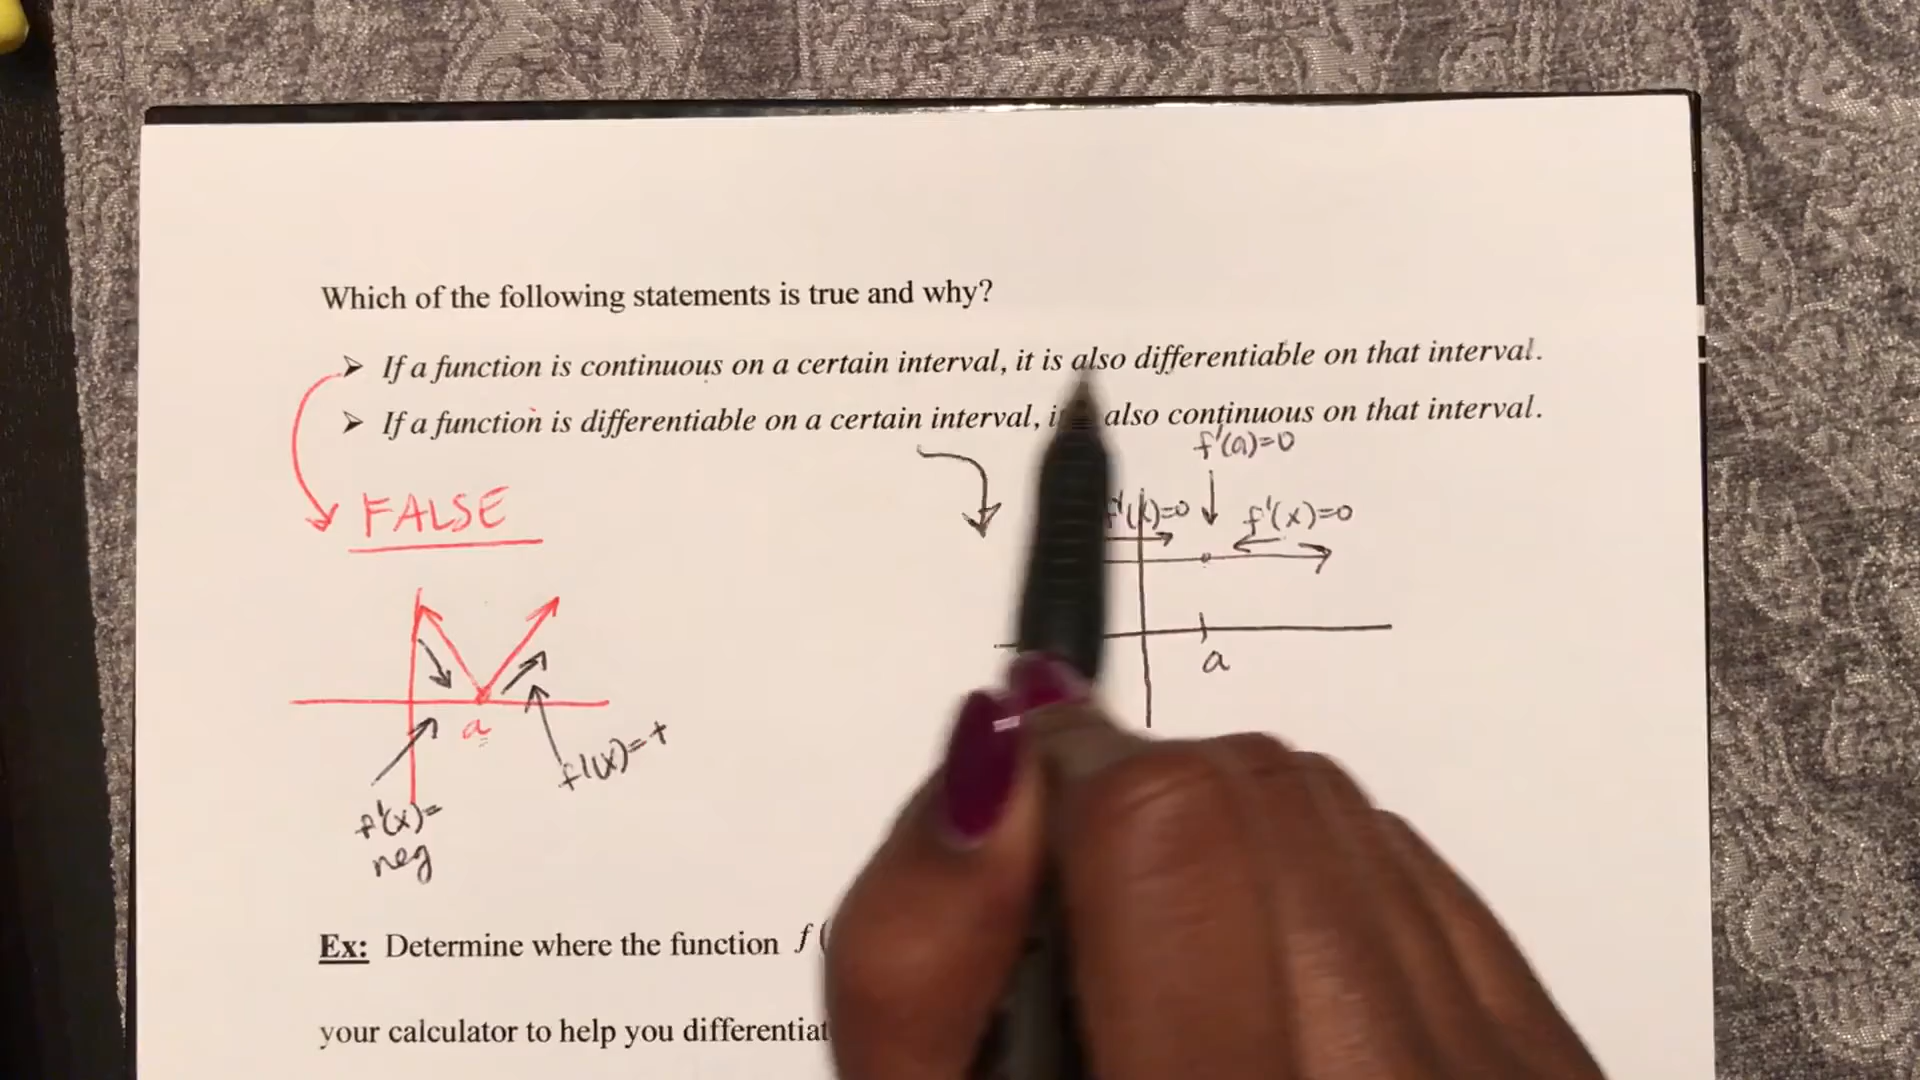 Which of the following statements is true and why?
➢ If a function is continuous on a certain interval, it is also differentiable on that interval.
➢ If a function is differentiable on a certain interval, also continuous on that interval.
f'(a)=0
FALSE
f'(x)=0
a
a
f'(x)=+
f'(x)=
neg
Ex: Determine where the function f(
your calculator to help you